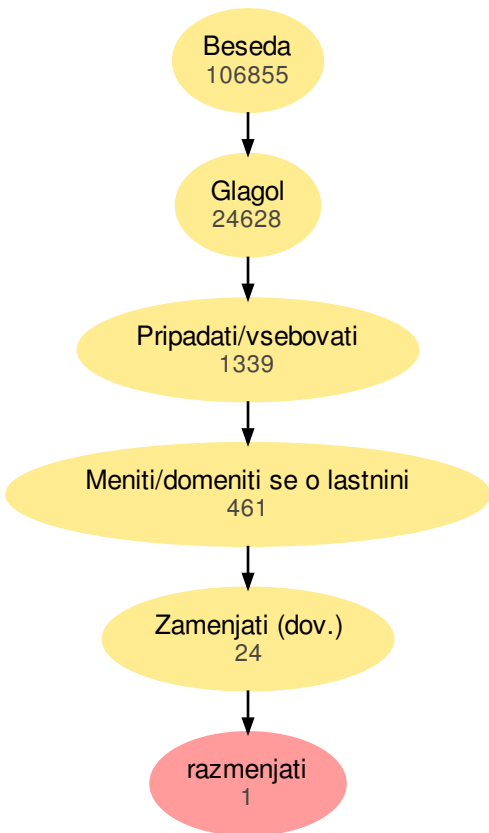 Beseda
106855
Glagol
24628
Pripadati/vsebovati
1339
Meniti/domeniti se o lastnini
461
Zamenjati (dov.)
24
razmenjati
1